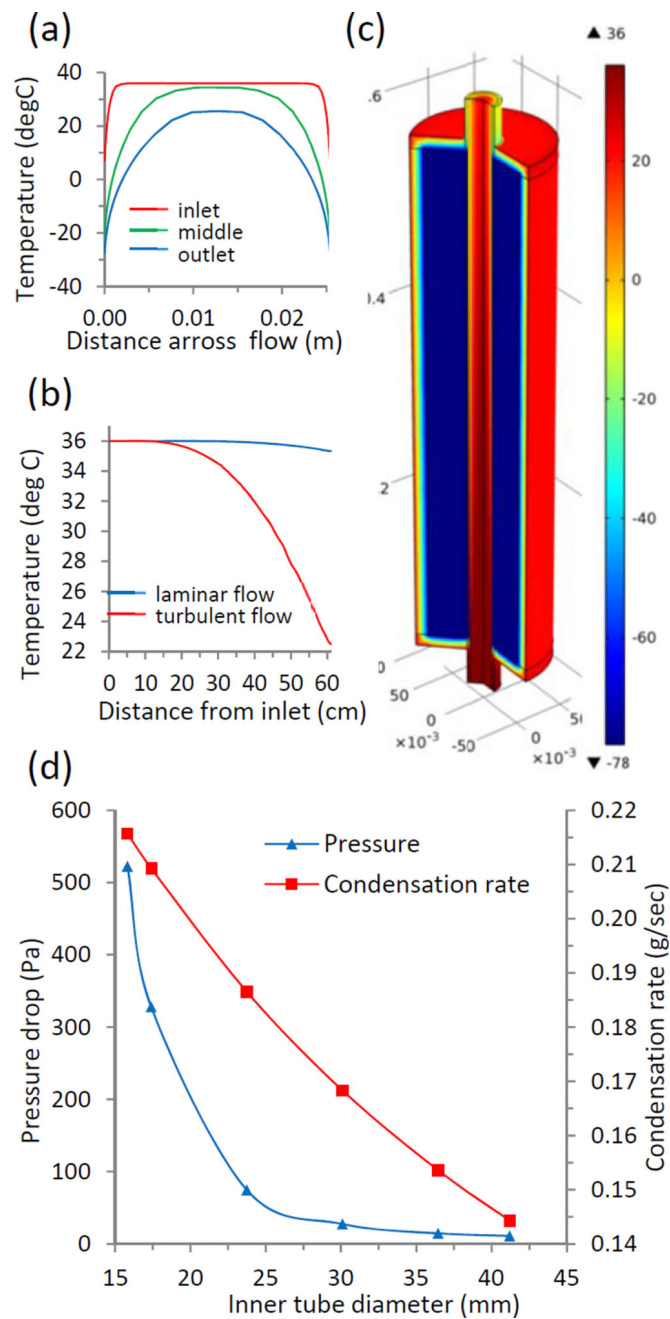 (a)
Temperature (degC)
40
20
0
-20
-40
inlet
middle
outlet
0.00
0.01
0.02
Distance arross flow (m)
(b)
Temperature (deg C)
36
34
32
30
28
26
24
22
laminar flow
turbulent flow
0 10 20 30 40 50 60
Distance from inlet (cm)
(c)
▲ 36
20
0
-20
-40
-60
▼ -78
.6
0.4
2
0
50
0
-50
×10⁻³
50
0
×10⁻³
(d)
Pressure drop (Pa)
600
500
400
300
200
100
0
Pressure
Condensation rate
0.22
0.21
0.20
0.19
0.18
0.17
0.16
0.15
0.14
Condensation rate (g/sec)
15 20 25 30 35 40 45
Inner tube diameter (mm)